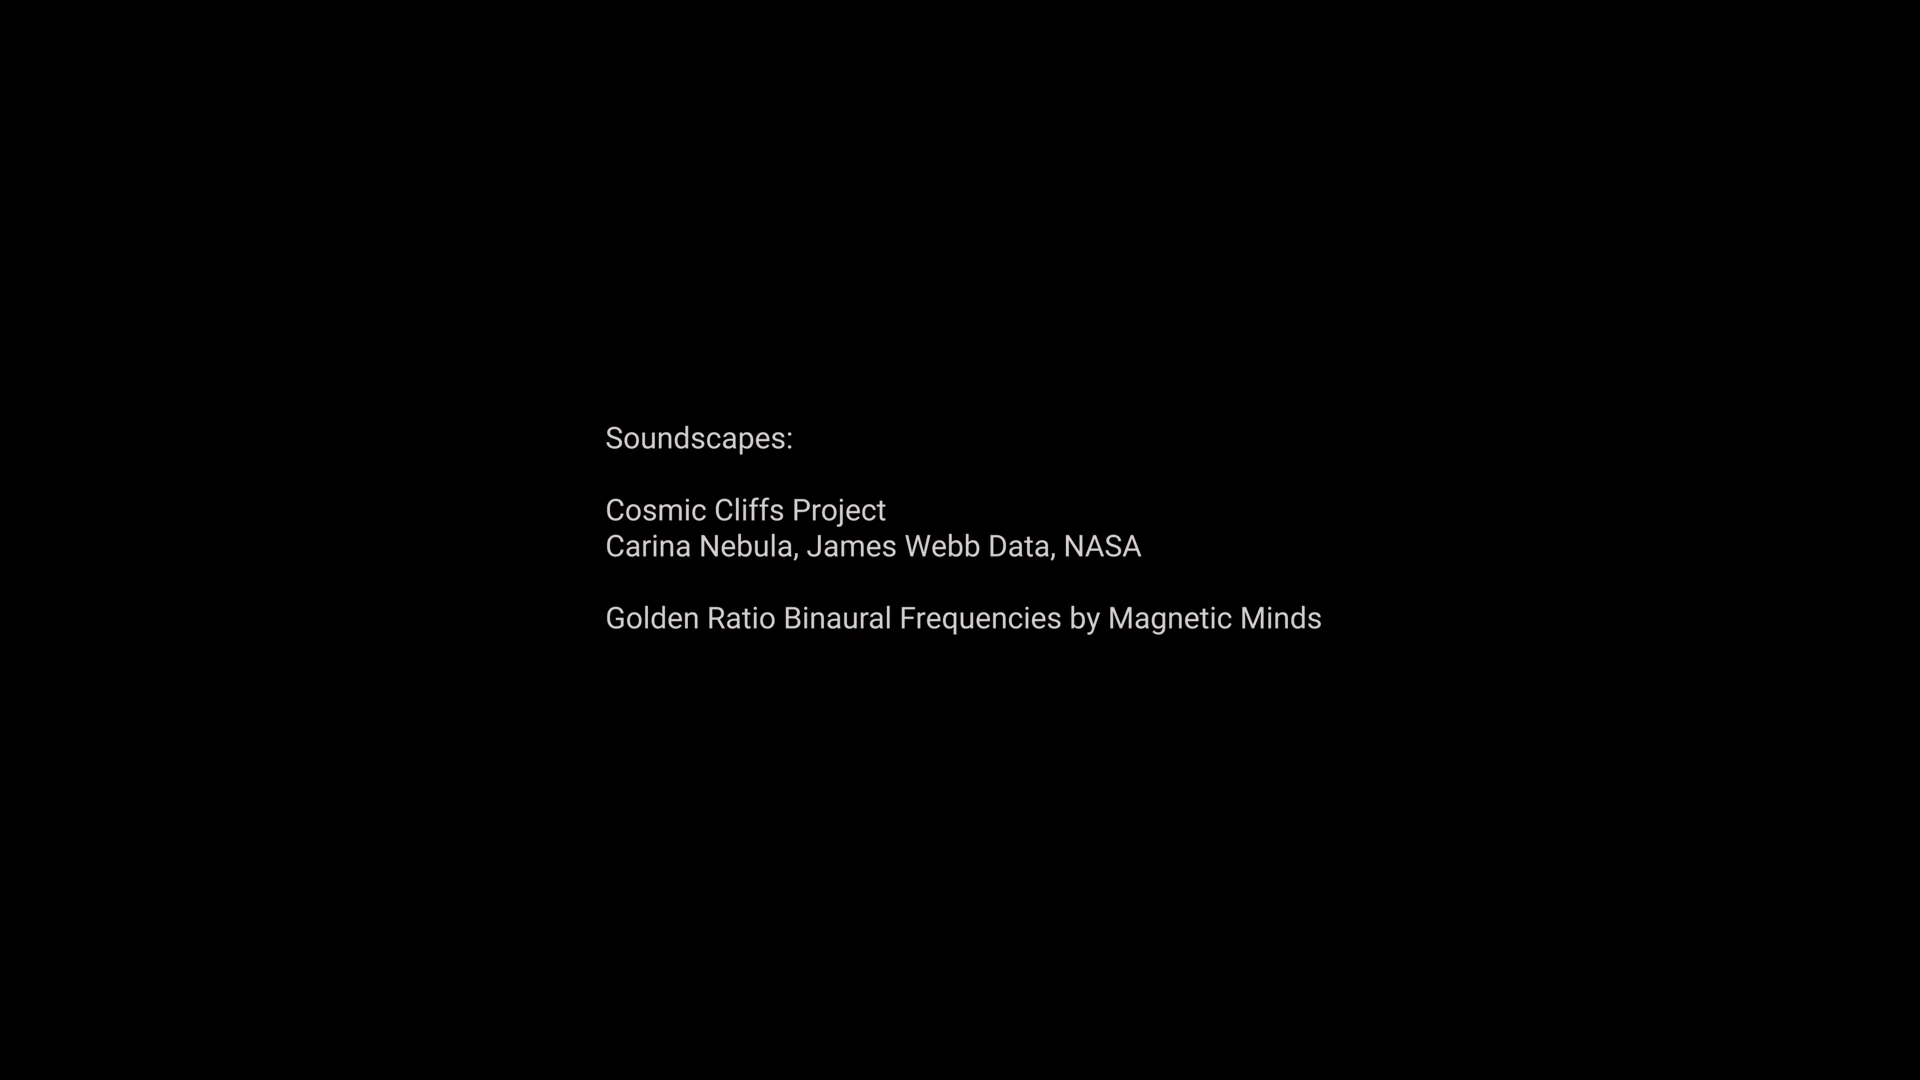 Soundscapes:
Cosmic Cliffs Project
Carina Nebula, James Webb Data, NASA
Golden Ratio Binaural Frequencies by Magnetic Minds